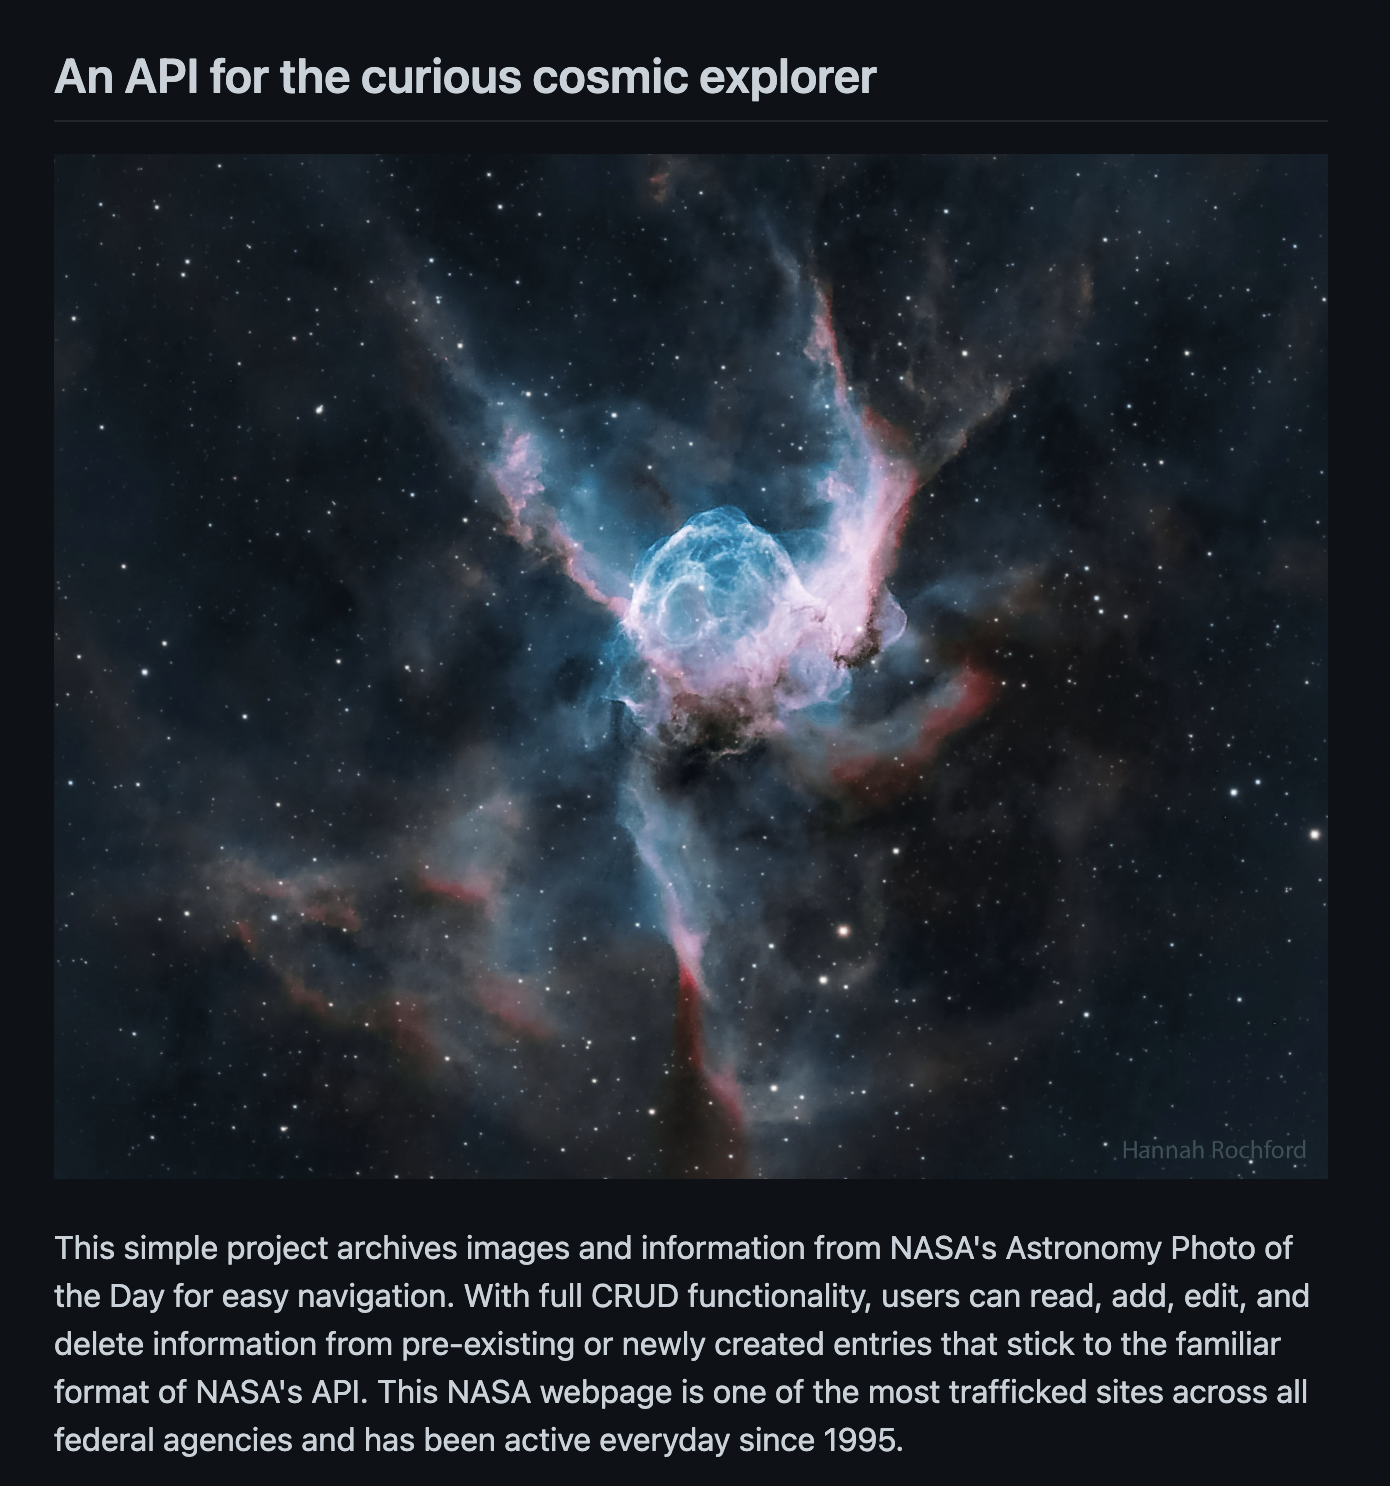 An API for the curious cosmic explorer
Hannah Rochford
This simple project archives images and information from NASA's Astronomy Photo of
the Day for easy navigation. With full CRUD functionality, users can read, add, edit, and
delete information from pre-existing or newly created entries that stick to the familiar
format of NASA's API. This NASA webpage is one of the most trafficked sites across all
federal agencies and has been active everyday since 1995.